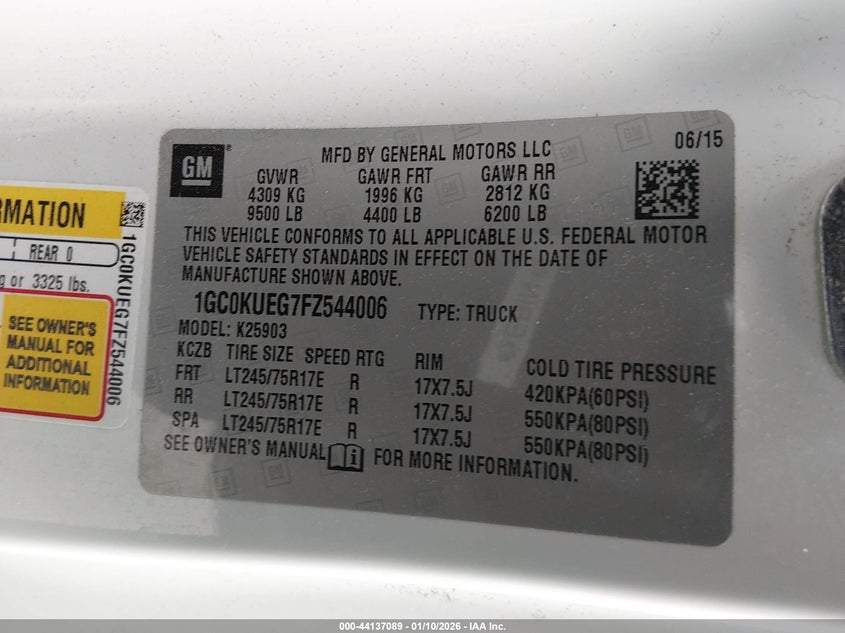 GM
MFD BY GENERAL MOTORS LLC
06/15
GVWR GAWR FRT GAWR RR
4309 KG 1996 KG 2812 KG
9500 LB 4400 LB 6200 LB
THIS VEHICLE CONFORMS TO ALL APPLICABLE U.S. FEDERAL MOTOR
VEHICLE SAFETY STANDARDS IN EFFECT ON THE DATE OF
MANUFACTURE SHOWN ABOVE.
1GC0KUEG7FZ544006 TYPE: TRUCK
MODEL: K25903
KCZB TIRE SIZE SPEED RTG RIM COLD TIRE PRESSURE
FRT LT245/75R17E R 17X7.5J 420KPA(60PSI)
RR LT245/75R17E R 17X7.5J 550KPA(80PSI)
SPA LT245/75R17E R 17X7.5J 550KPA(80PSI)
SEE OWNER'S MANUAL FOR MORE INFORMATION.
RMATION
REAR 0
g or 3325 lbs.
SEE OWNER'S
MANUAL FOR
ADDITIONAL
INFORMATION
1GC0KUEG7FZ544006
000-44137089 — 01/10/2026 - IAA Inc.